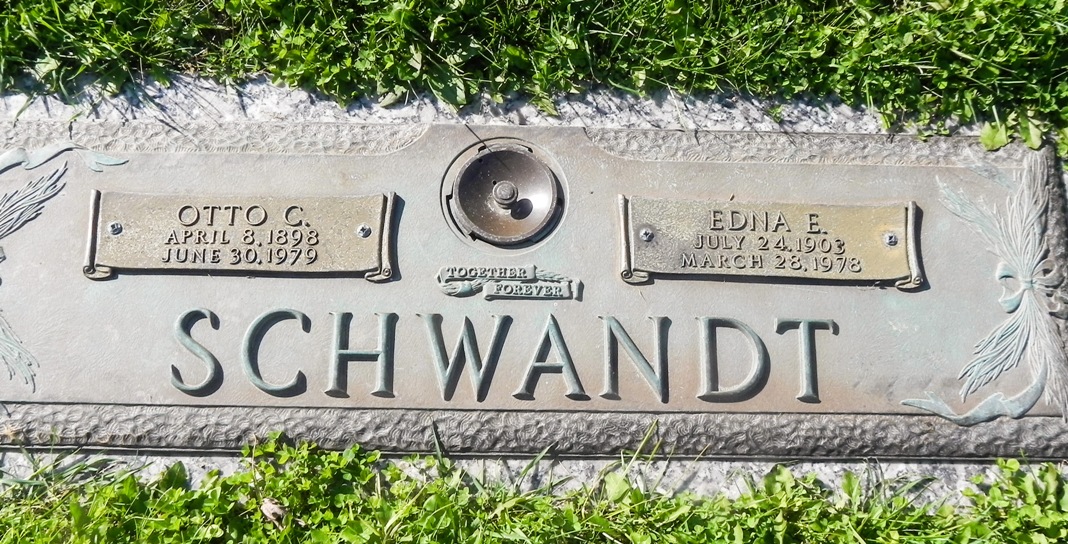 OTTO C.
APRIL 8, 1898
JUNE 30, 1979
EDNA E.
JULY 24, 1903
MARCH 28, 1978
TOGETHER
FOREVER
SCHWANDT